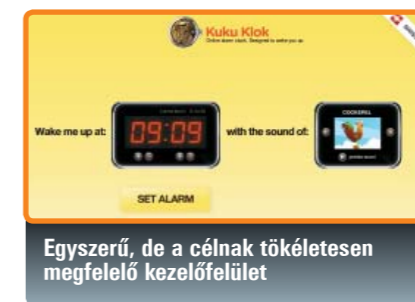 Kuku Klok
Online alarm clock. Designed to wake you up.
Wake me up at:
09:09
with the sound of:
COCKEREL
SET ALARM
Egyszerű, de a célnak tökéletesen
megfelelő kezelőfelület